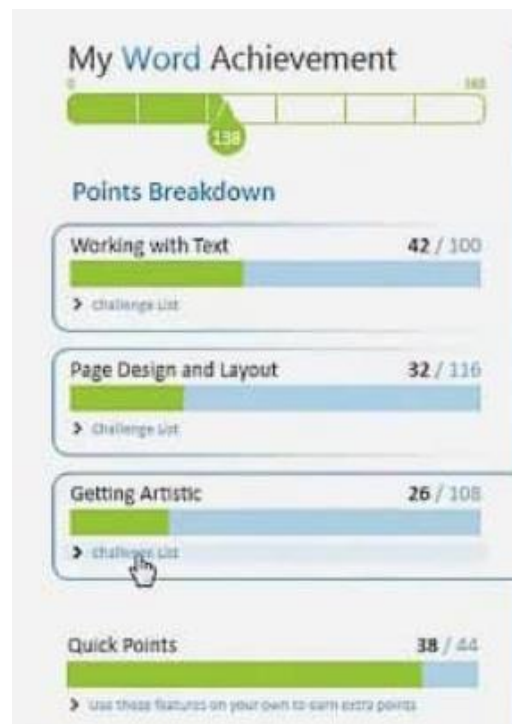 My Word Achievement
0 368
138
Points Breakdown
Working with Text 42 / 100
Challenge List
Page Design and Layout 32 / 116
Challenge List
Getting Artistic 26 / 108
Challenge List
Quick Points 38 / 44
Use these features on your own to earn extra points